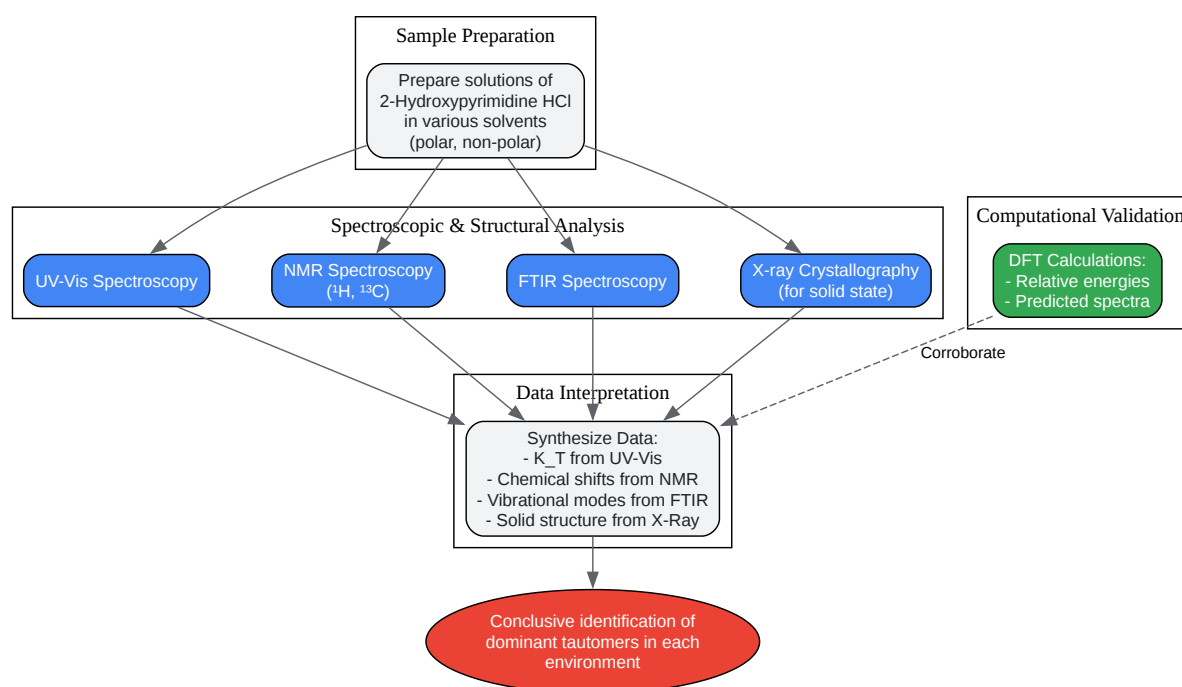 Sample Preparation
Prepare solutions of
2-Hydroxypyrimidine HCl
in various solvents
(polar, non-polar)
Spectroscopic & Structural Analysis
UV-Vis Spectroscopy
NMR Spectroscopy
(¹H, ¹³C)
FTIR Spectroscopy
X-ray Crystallography
(for solid state)
Computational Validation
DFT Calculations:
- Relative energies
- Predicted spectra
Corroborate
Data Interpretation
Synthesize Data:
- K_T from UV-Vis
- Chemical shifts from NMR
- Vibrational modes from FTIR
- Solid structure from X-Ray
Conclusive identification of
dominant tautomers in each
environment